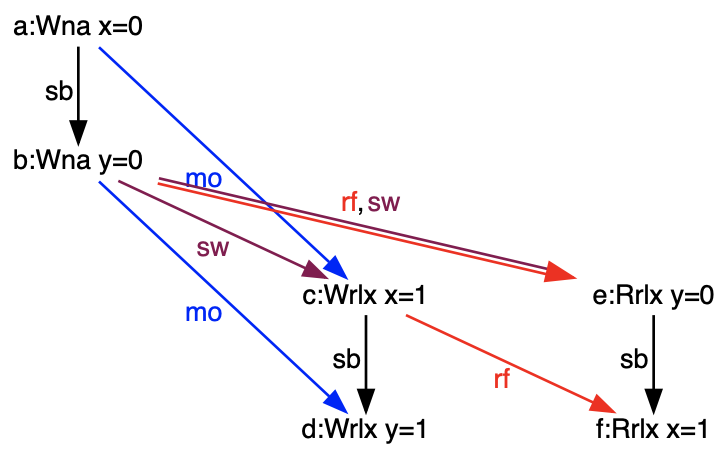 a:Wna x=0
sb
b:Wna y=0
mo
rf,sw
sw
mo
c:Wrlx x=1
e:Rrlx y=0
sb
rf
sb
d:Wrlx y=1
f:Rrlx x=1